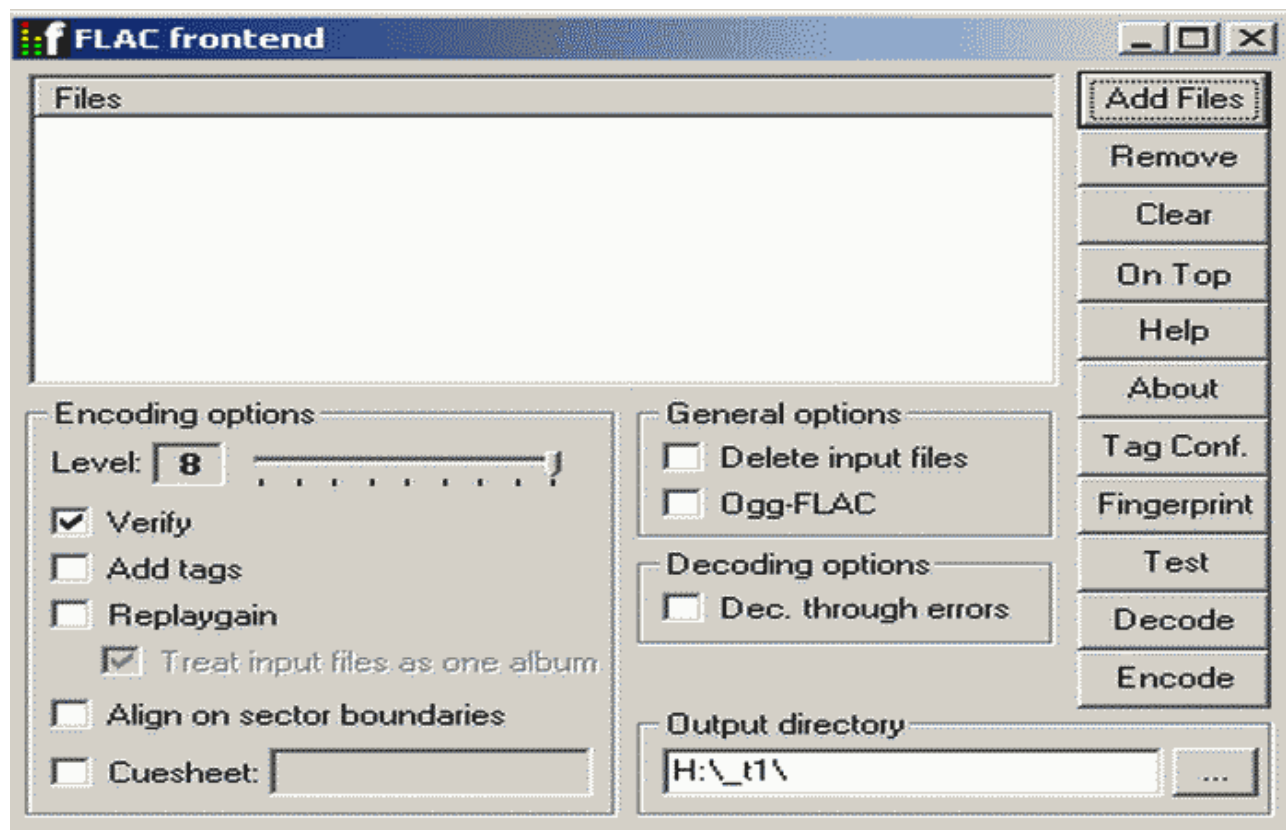 FLAC frontend
Files
Add Files
Remove
Clear
On Top
Help
About
Tag Conf.
Fingerprint
Test
Decode
Encode
Encoding options
Level: 8
Verify
Add tags
Replaygain
Treat input files as one album
Align on sector boundaries
Cuesheet:
General options
Delete input files
Ogg-FLAC
Decoding options
Dec. through errors
Output directory
H:\_t1\
...